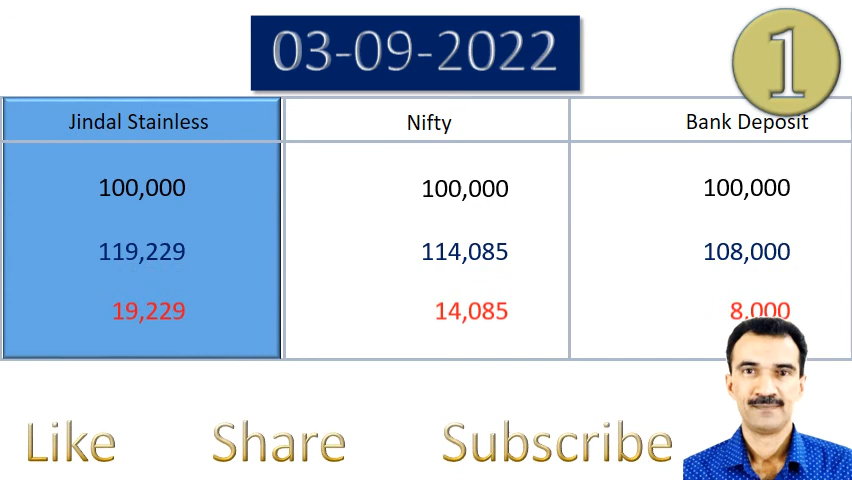 03-09-2022
1
Jindal Stainless Nifty Bank Deposit
100,000 100,000 100,000
119,229 114,085 108,000
19,229 14,085 8,000
Like Share Subscribe